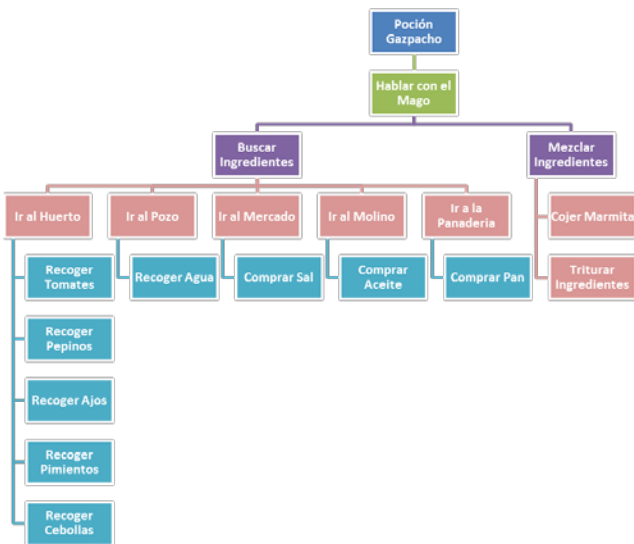 Poción
Gazpacho
Hablar con el
Mago
Buscar
Ingredientes
Mezclar
Ingredientes
Ir al Huerto
Ir al Pozo
Ir al Mercado
Ir al Molino
Ir a la
Panaderia
Cojer Marmita
Recoger
Tomates
Recoger Agua
Comprar Sal
Comprar
Aceite
Comprar Pan
Triturar
Ingredientes
Recoger
Pepinos
Recoger Ajos
Recoger
Pimientos
Recoger
Cebollas